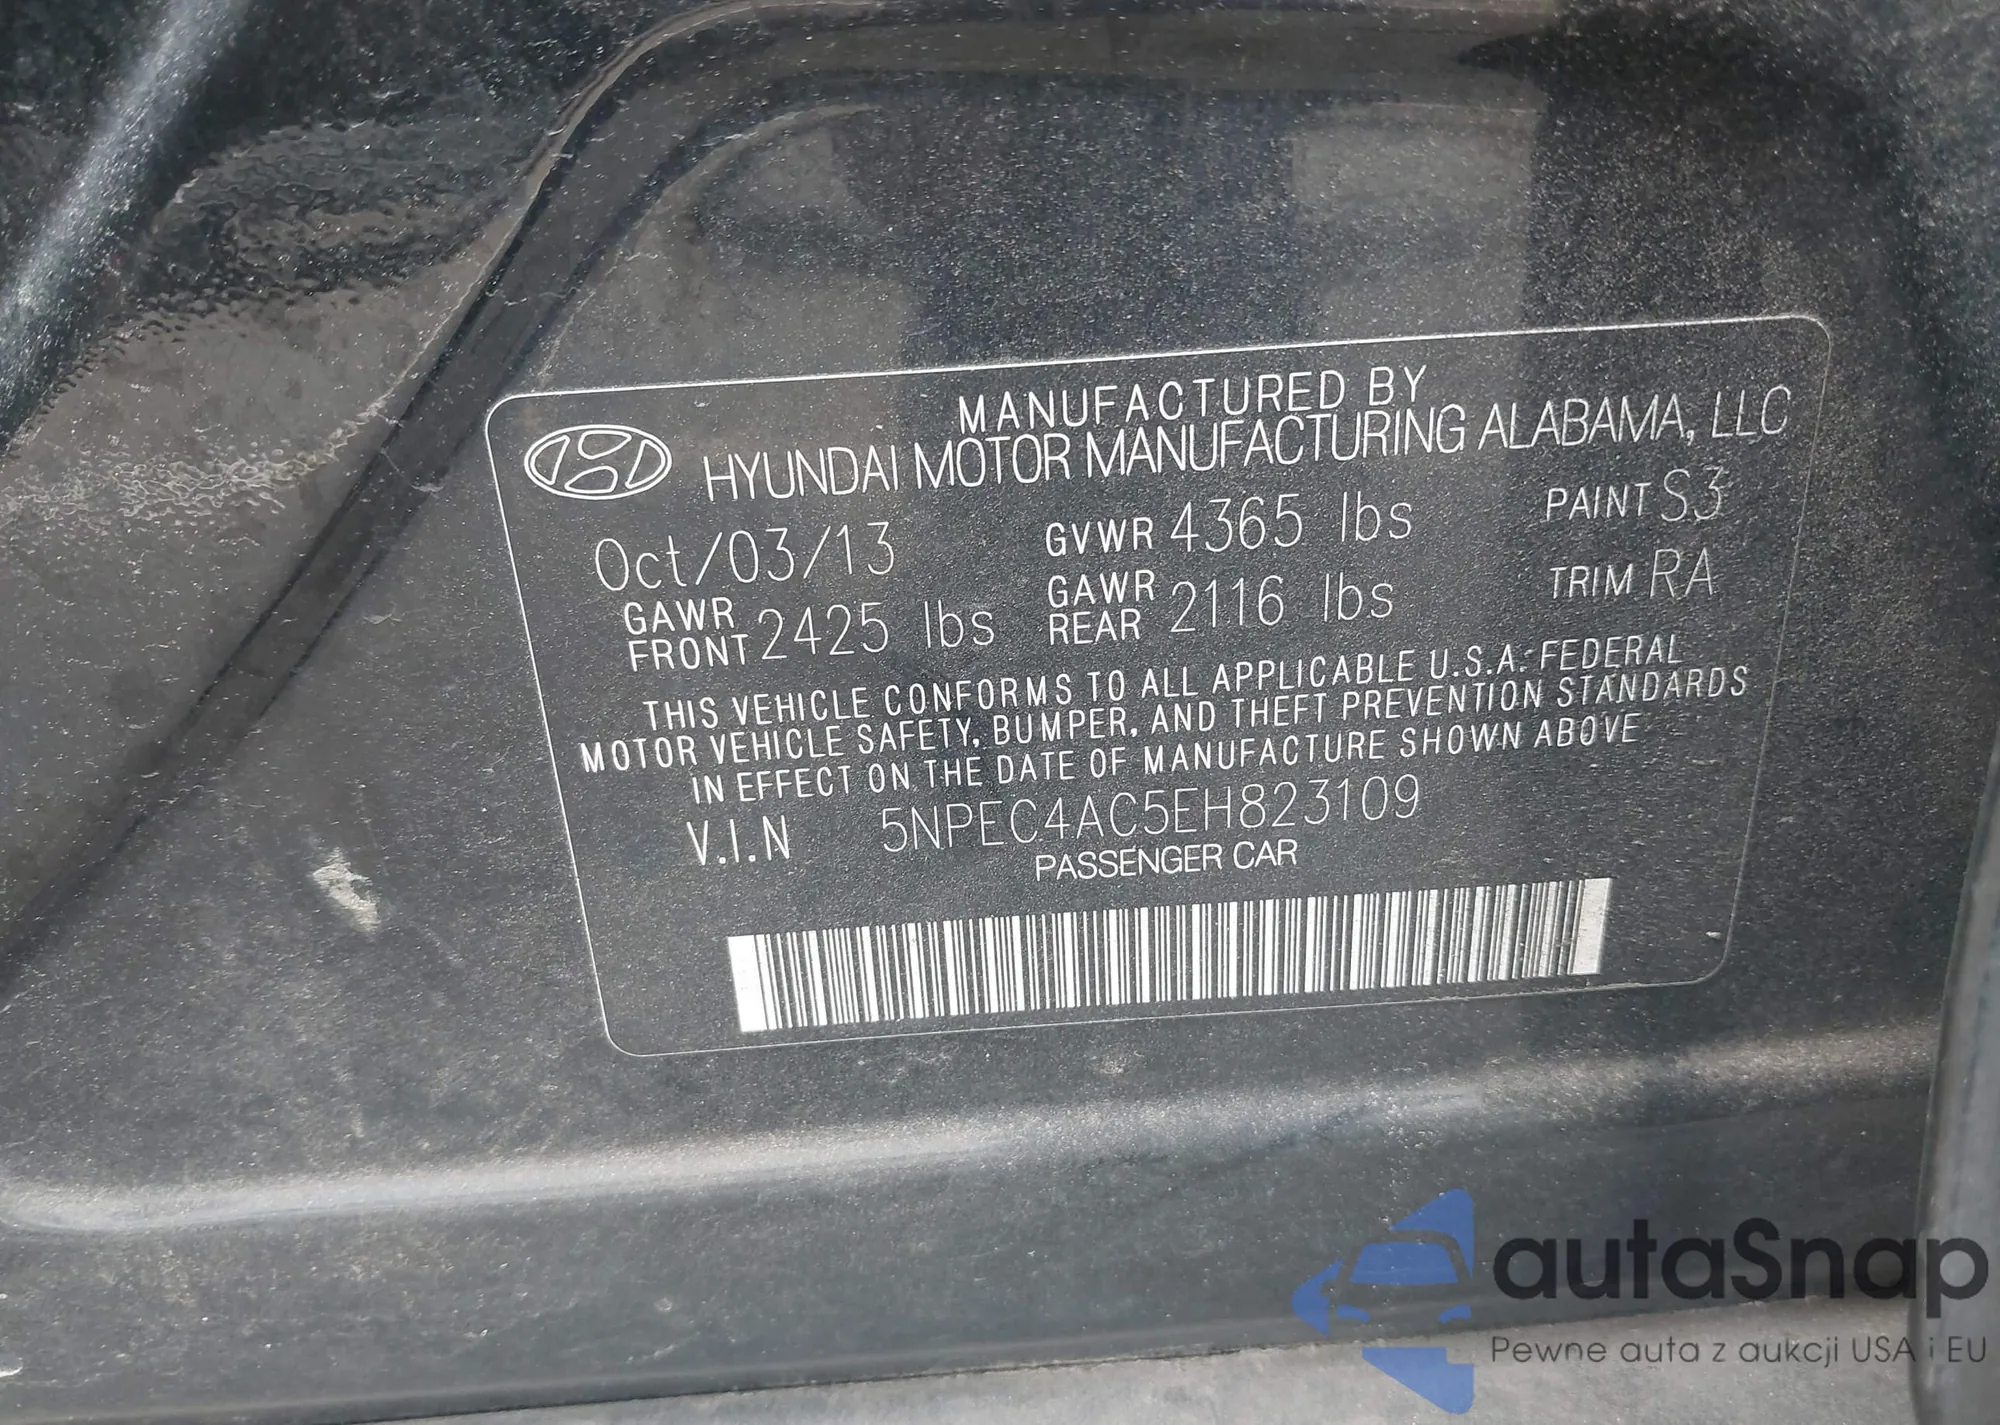 MANUFACTURED BY
HYUNDAI MOTOR MANUFACTURING ALABAMA, LLC
Oct/03/13 GVWR 4365 lbs PAINT S3
GAWR FRONT 2425 lbs GAWR REAR 2116 lbs TRIM RA
THIS VEHICLE CONFORMS TO ALL APPLICABLE U.S.A. FEDERAL
MOTOR VEHICLE SAFETY, BUMPER, AND THEFT PREVENTION STANDARDS
IN EFFECT ON THE DATE OF MANUFACTURE SHOWN ABOVE
V.I.N 5NPEC4AC5EH823109
PASSENGER CAR
autaSnap
Pewne auta z aukcji USA i EU